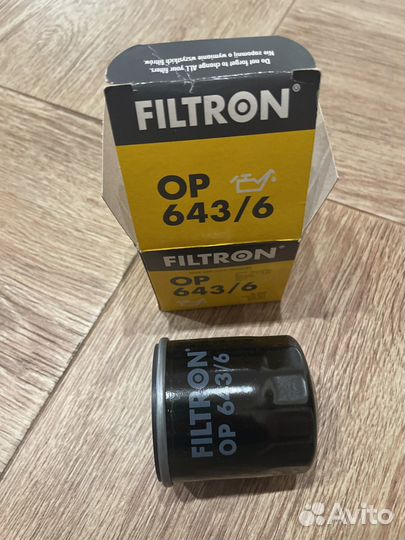 Do not forget to change ALL your filters.
Nie zapomnij o wymianie wszystkich filtrów.
FILTRON®
OP
643/6
FILTRON®
OP
643/6
FILTRON
OP 643/6
Avito